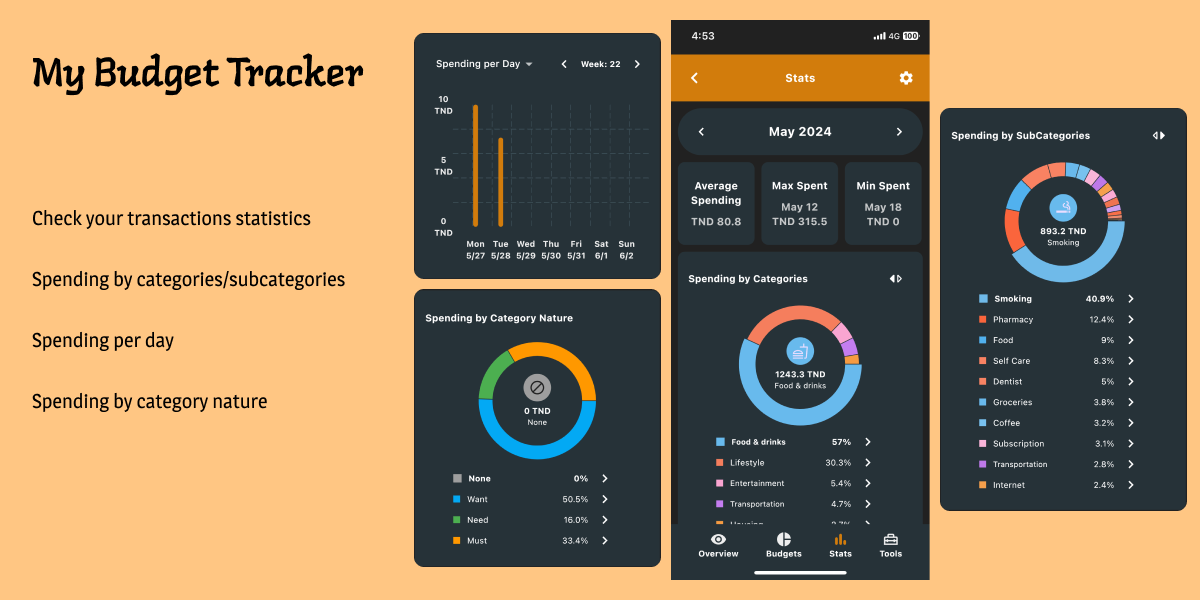 My Budget Tracker
Check your transactions statistics
Spending by categories/subcategories
Spending per day
Spending by category nature
Spending per Day
Week: 22
10
TND
5
TND
0
TND
Mon Tue Wed Thu Fri Sat Sun
5/27 5/28 5/29 5/30 5/31 6/1 6/2
Spending by Category Nature
0 TND
None
None 0%
Want 50.5%
Need 16.0%
Must 33.4%
4:53 4G 100
Stats
May 2024
Average
Spending
TND 80.8
Max Spent
May 12
TND 315.5
Min Spent
May 18
TND 0
Spending by Categories
1243.3 TND
Food & drinks
Food & drinks 57%
Lifestyle 30.3%
Entertainment 5.4%
Transportation 4.7%
Overview Budgets Stats Tools
Spending by SubCategories
893.2 TND
Smoking
Smoking 40.9%
Pharmacy 12.4%
Food 9%
Self Care 8.3%
Dentist 5%
Groceries 3.8%
Coffee 3.2%
Subscription 3.1%
Transportation 2.8%
Internet 2.4%